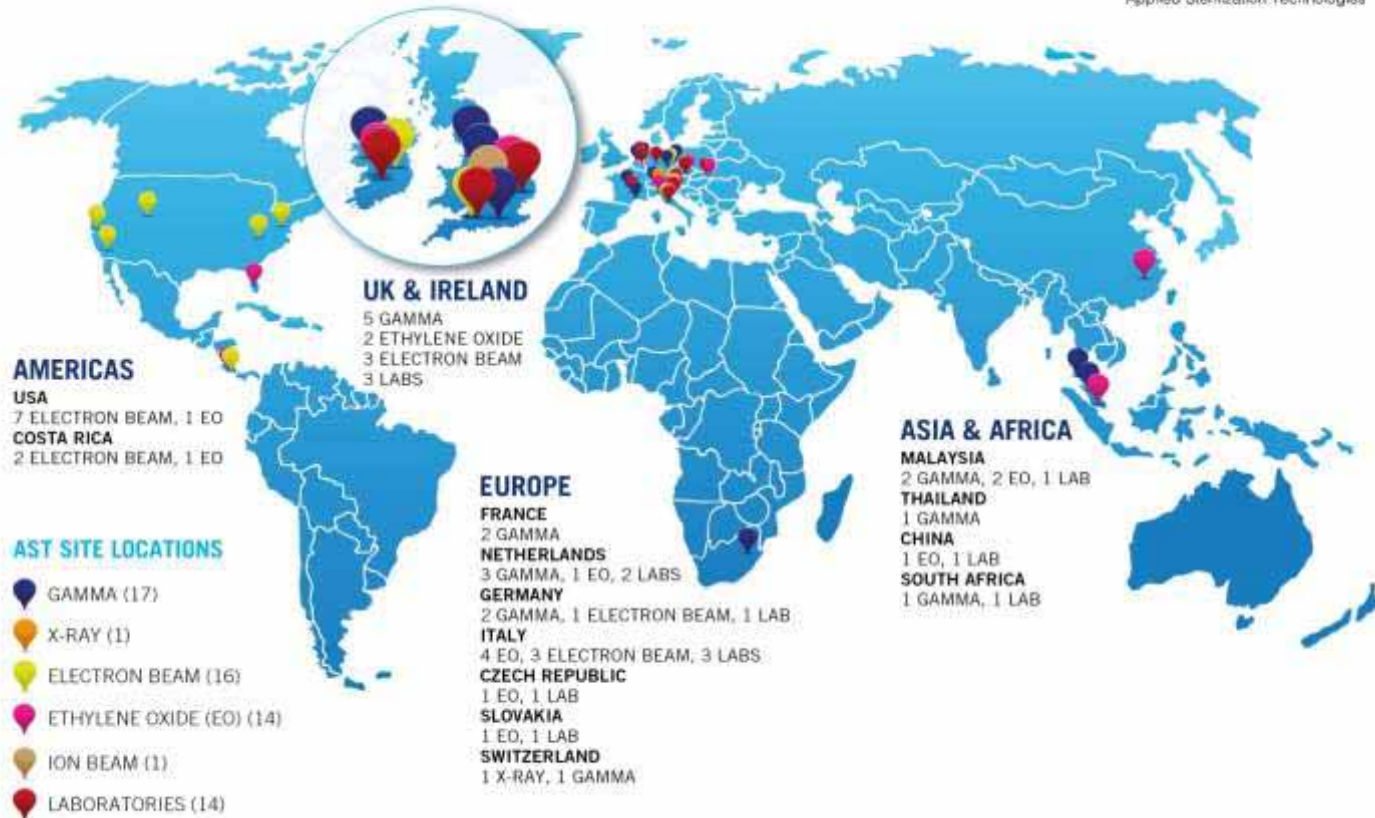 Applied Sterilization Technologies
UK & IRELAND
5 GAMMA
2 ETHYLENE OXIDE
3 ELECTRON BEAM
3 LABS
AMERICAS
USA
7 ELECTRON BEAM, 1 EO
COSTA RICA
2 ELECTRON BEAM, 1 EO
AST SITE LOCATIONS
GAMMA (17)
X-RAY (1)
ELECTRON BEAM (16)
ETHYLENE OXIDE (EO) (14)
ION BEAM (1)
LABORATORIES (14)
EUROPE
FRANCE
2 GAMMA
NETHERLANDS
3 GAMMA, 1 EO, 2 LABS
GERMANY
2 GAMMA, 1 ELECTRON BEAM, 1 LAB
ITALY
4 EO, 3 ELECTRON BEAM, 3 LABS
CZECH REPUBLIC
1 EO, 1 LAB
SLOVAKIA
1 EO, 1 LAB
SWITZERLAND
1 X-RAY, 1 GAMMA
ASIA & AFRICA
MALAYSIA
2 GAMMA, 2 EO, 1 LAB
THAILAND
1 GAMMA
CHINA
1 EO, 1 LAB
SOUTH AFRICA
1 GAMMA, 1 LAB